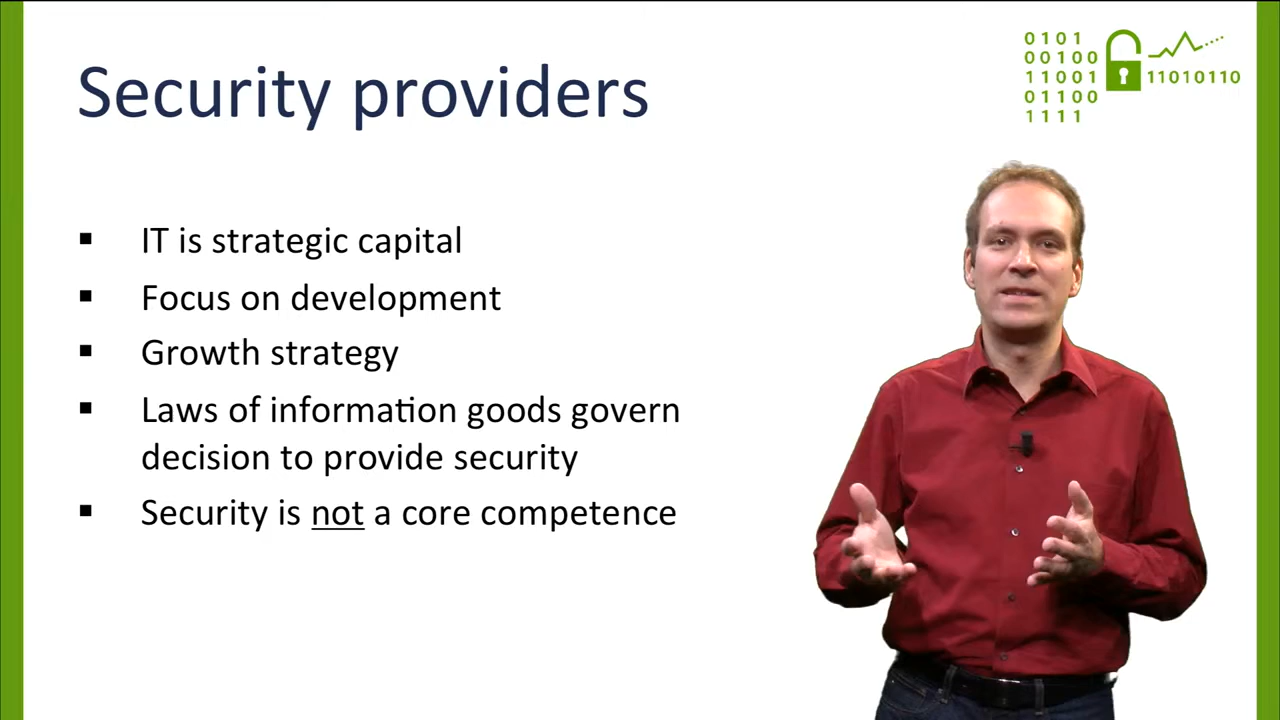 Security providers
0101
00100
11001
01100
1111
11010110
▪ IT is strategic capital
▪ Focus on development
▪ Growth strategy
▪ Laws of information goods govern
decision to provide security
▪ Security is not a core competence